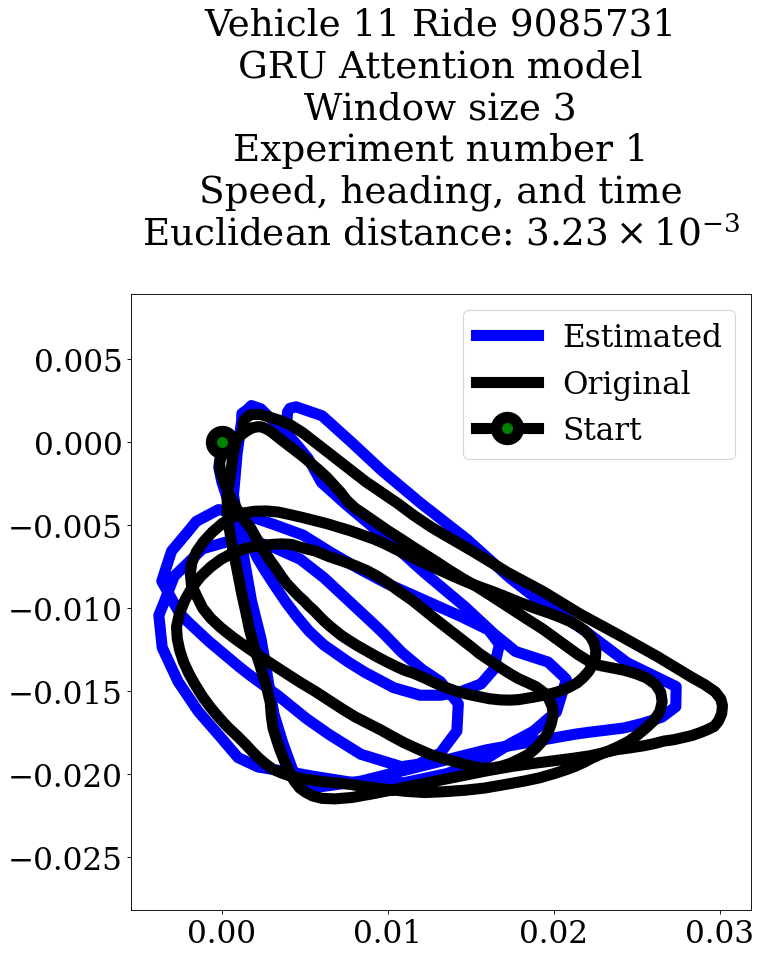 Vehicle 11 Ride 9085731
GRU Attention model
Window size 3
Experiment number 1
Speed, heading, and time
Euclidean distance: 3.23 × 10⁻³
Estimated
Original
Start
0.005
0.000
−0.005
−0.010
−0.015
−0.020
−0.025
0.00 0.01 0.02 0.03